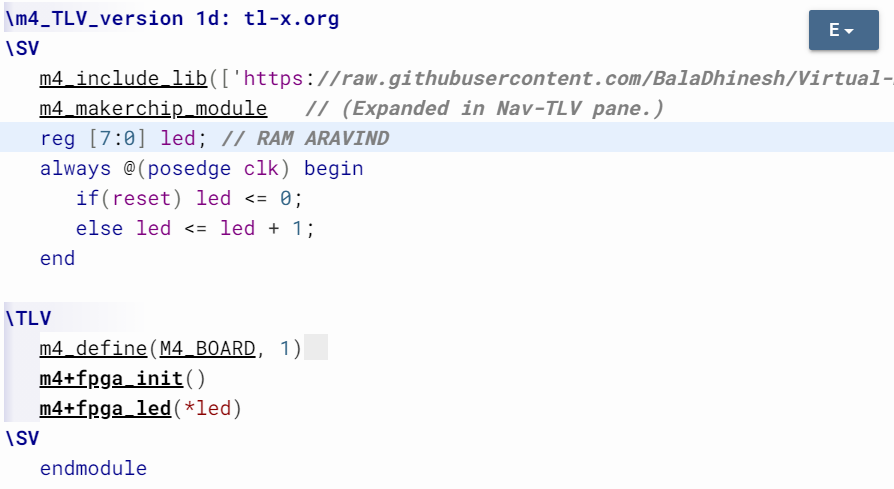 \m4_TLV_version 1d: tl-x.org
\SV
m4_include_lib(['https://raw.githubusercontent.com/BalaDhinesh/Virtual-
m4_makerchip_module // (Expanded in Nav-TLV pane.)
reg [7:0] led; // RAM ARAVIND
always @(posedge clk) begin
if(reset) led <= 0;
else led <= led + 1;
end
\TLV
m4_define(M4_BOARD, 1)
m4+fpga_init()
m4+fpga_led(*led)
\SV
endmodule
E